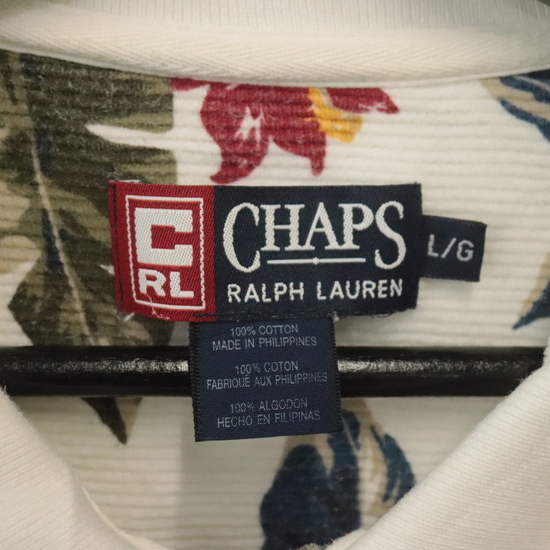 C
RL
CHAPS
RALPH LAUREN
L/G
100% COTTON
MADE IN PHILIPPINES
100% COTON
FABRIQUÉ AUX PHILIPPINES
100% ALGODON
HECHO EN FILIPINAS